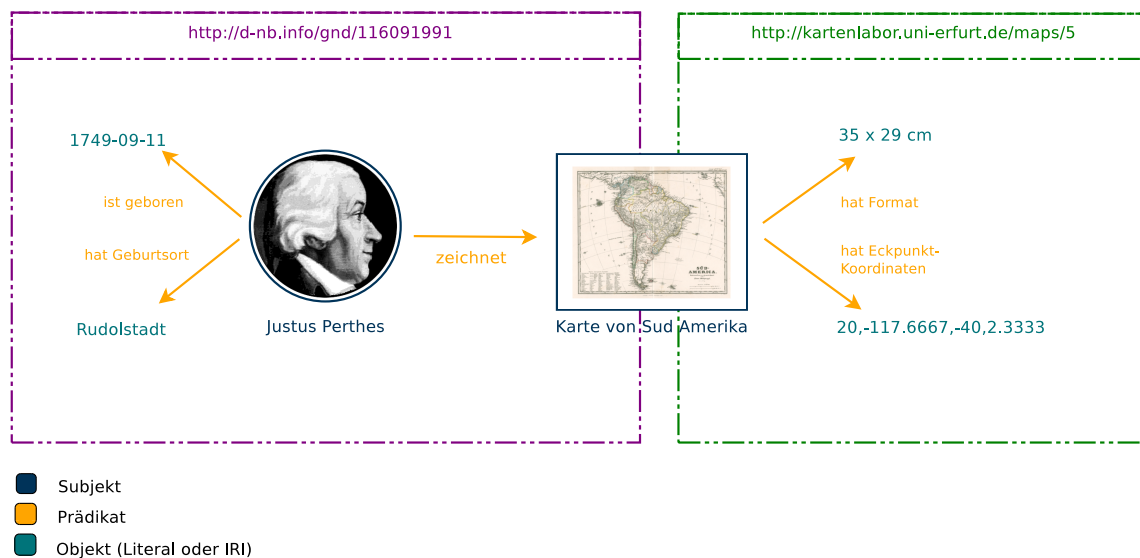 http://d-nb.info/gnd/116091991
http://kartenlabor.uni-erfurt.de/maps/5
1749-09-11
ist geboren
hat Geburtsort
Rudolstadt
Justus Perthes
zeichnet
SÜD-
AMERICA
Karte von Sud Amerika
35 x 29 cm
hat Format
hat Eckpunkt-
Koordinaten
20,-117.6667,-40,2.3333
Subjekt
Prädikat
Objekt (Literal oder IRI)